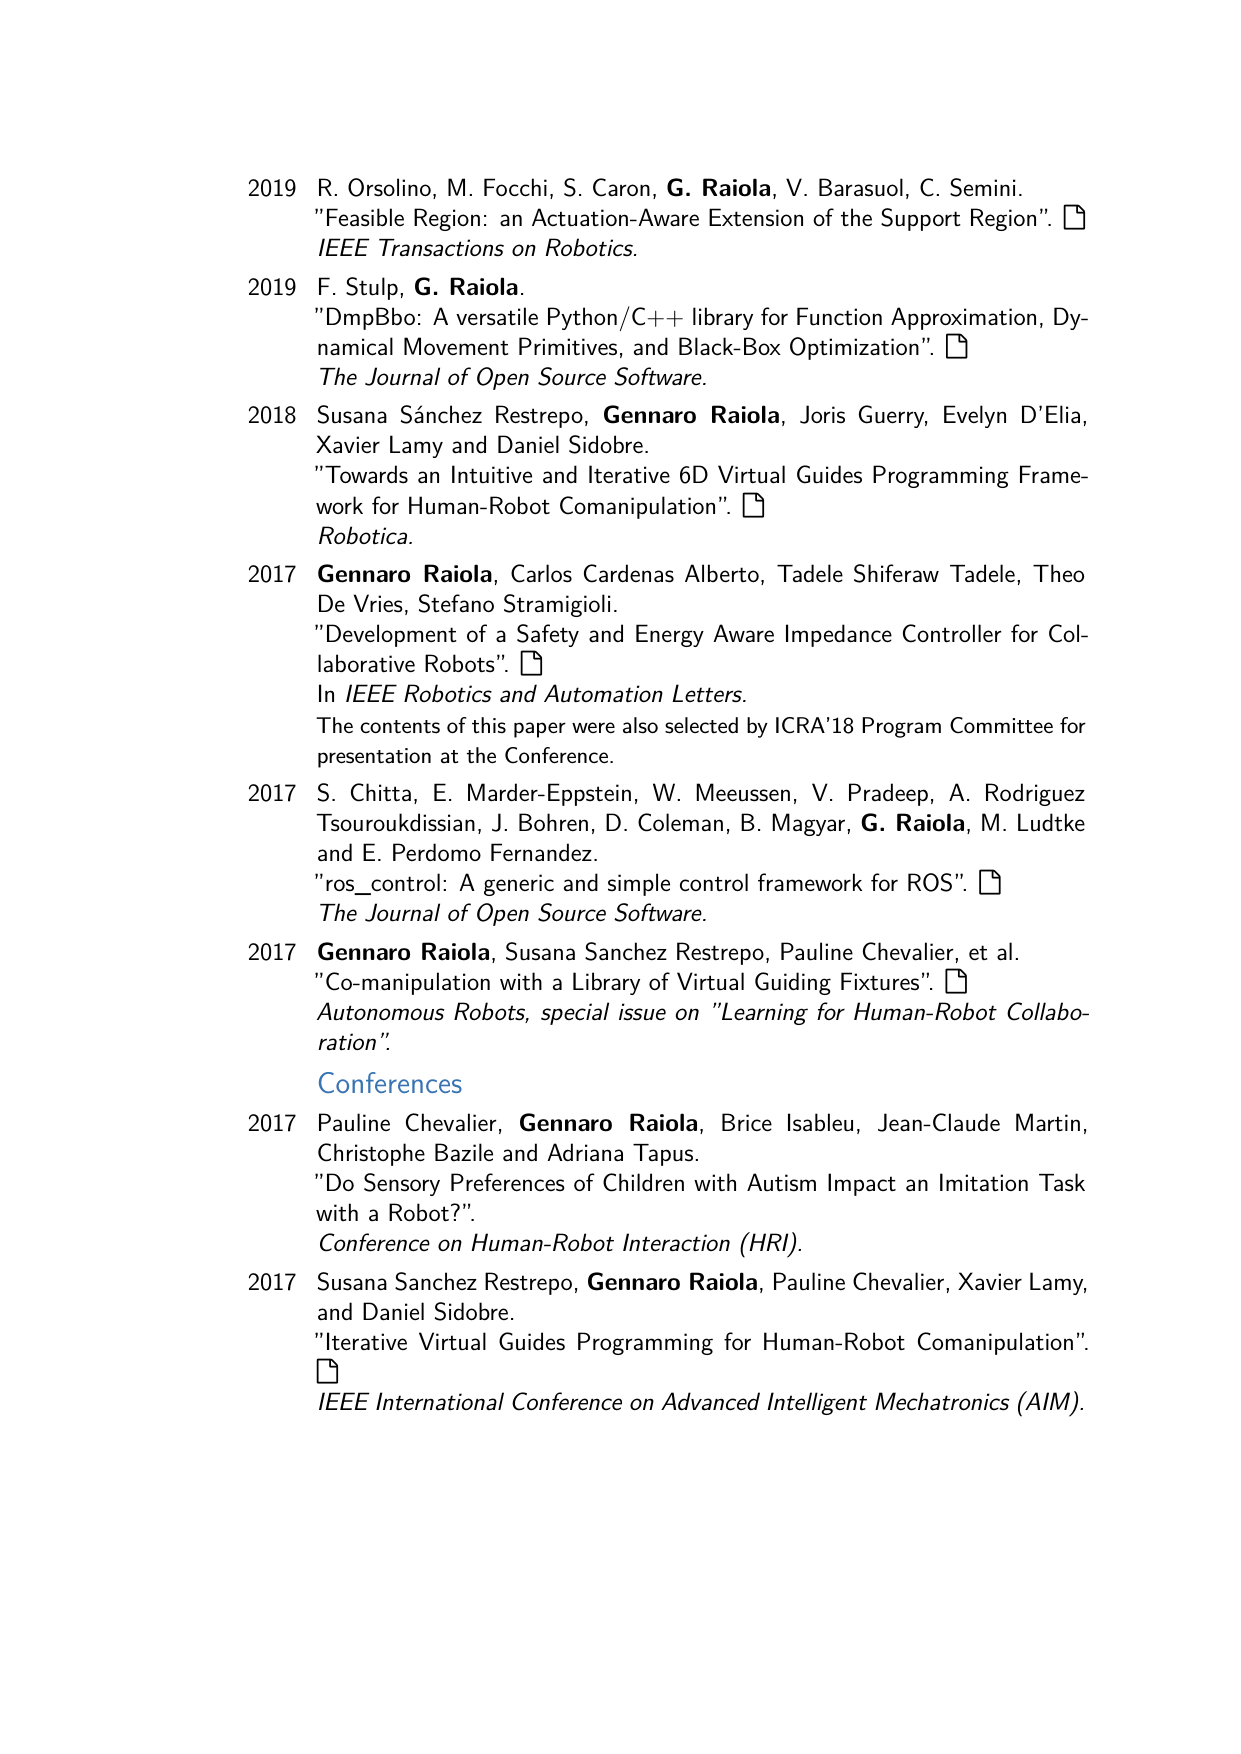 2019 R. Orsolino, M. Focchi, S. Caron, G. Raiola, V. Barasuol, C. Semini.
”Feasible Region: an Actuation-Aware Extension of the Support Region”.
IEEE Transactions on Robotics.
2019 F. Stulp, G. Raiola.
”DmpBbo: A versatile Python/C++ library for Function Approximation, Dy-
namical Movement Primitives, and Black-Box Optimization”.
The Journal of Open Source Software.
2018 Susana Sánchez Restrepo, Gennaro Raiola, Joris Guerry, Evelyn D’Elia,
Xavier Lamy and Daniel Sidobre.
”Towards an Intuitive and Iterative 6D Virtual Guides Programming Frame-
work for Human-Robot Comanipulation”.
Robotica.
2017 Gennaro Raiola, Carlos Cardenas Alberto, Tadele Shiferaw Tadele, Theo
De Vries, Stefano Stramigioli.
”Development of a Safety and Energy Aware Impedance Controller for Col-
laborative Robots”.
In IEEE Robotics and Automation Letters.
The contents of this paper were also selected by ICRA’18 Program Committee for
presentation at the Conference.
2017 S. Chitta, E. Marder-Eppstein, W. Meeussen, V. Pradeep, A. Rodriguez
Tsouroukdissian, J. Bohren, D. Coleman, B. Magyar, G. Raiola, M. Ludtke
and E. Perdomo Fernandez.
”ros_control: A generic and simple control framework for ROS”.
The Journal of Open Source Software.
2017 Gennaro Raiola, Susana Sanchez Restrepo, Pauline Chevalier, et al.
”Co-manipulation with a Library of Virtual Guiding Fixtures”.
Autonomous Robots, special issue on ”Learning for Human-Robot Collabo-
ration”.
Conferences
2017 Pauline Chevalier, Gennaro Raiola, Brice Isableu, Jean-Claude Martin,
Christophe Bazile and Adriana Tapus.
”Do Sensory Preferences of Children with Autism Impact an Imitation Task
with a Robot?”.
Conference on Human-Robot Interaction (HRI).
2017 Susana Sanchez Restrepo, Gennaro Raiola, Pauline Chevalier, Xavier Lamy,
and Daniel Sidobre.
”Iterative Virtual Guides Programming for Human-Robot Comanipulation”.
IEEE International Conference on Advanced Intelligent Mechatronics (AIM).